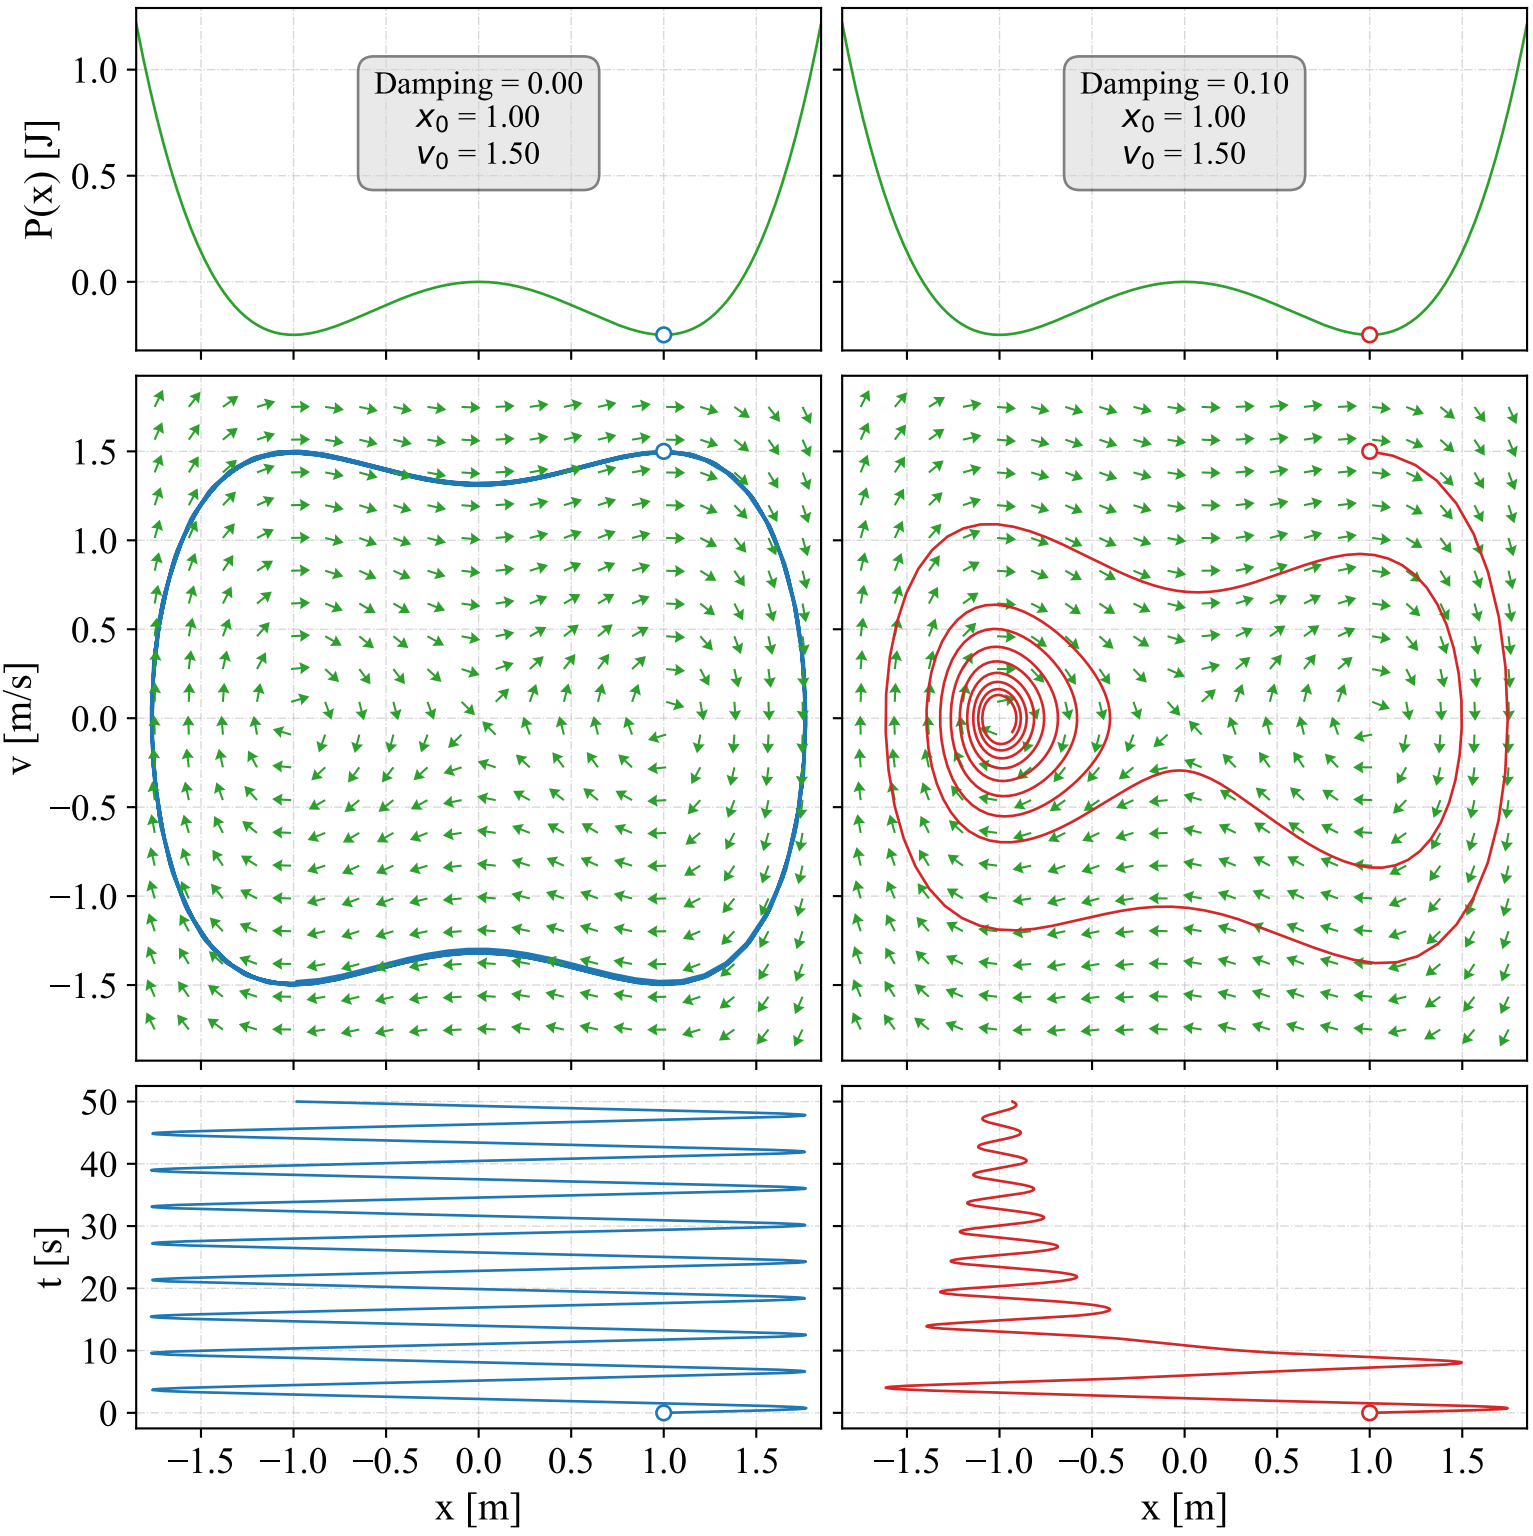 P(x) [J]
1.0
0.5
0.0
Damping = 0.00
x₀ = 1.00
v₀ = 1.50
Damping = 0.10
x₀ = 1.00
v₀ = 1.50
v [m/s]
1.5
1.0
0.5
0.0
−0.5
−1.0
−1.5
t [s]
50
40
30
20
10
0
−1.5 −1.0 −0.5 0.0 0.5 1.0 1.5
x [m]
−1.5 −1.0 −0.5 0.0 0.5 1.0 1.5
x [m]